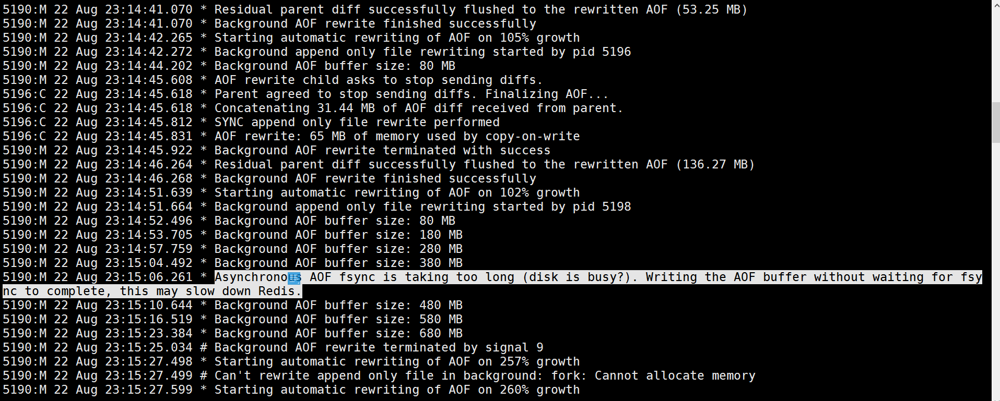 5190:M 22 Aug 23:14:41.070 * Residual parent diff successfully flushed to the rewritten AOF (53.25 MB)
5190:M 22 Aug 23:14:41.070 * Background AOF rewrite finished successfully
5190:M 22 Aug 23:14:42.265 * Starting automatic rewriting of AOF on 105% growth
5190:M 22 Aug 23:14:42.272 * Background append only file rewriting started by pid 5196
5190:M 22 Aug 23:14:44.202 * Background AOF buffer size: 80 MB
5190:M 22 Aug 23:14:45.608 * AOF rewrite child asks to stop sending diffs.
5196:C 22 Aug 23:14:45.618 * Parent agreed to stop sending diffs. Finalizing AOF...
5196:C 22 Aug 23:14:45.618 * Concatenating 31.44 MB of AOF diff received from parent.
5196:C 22 Aug 23:14:45.812 * SYNC append only file rewrite performed
5196:C 22 Aug 23:14:45.831 * AOF rewrite: 65 MB of memory used by copy-on-write
5190:M 22 Aug 23:14:45.922 * Background AOF rewrite terminated with success
5190:M 22 Aug 23:14:46.264 * Residual parent diff successfully flushed to the rewritten AOF (136.27 MB)
5190:M 22 Aug 23:14:46.268 * Background AOF rewrite finished successfully
5190:M 22 Aug 23:14:51.639 * Starting automatic rewriting of AOF on 102% growth
5190:M 22 Aug 23:14:51.664 * Background append only file rewriting started by pid 5198
5190:M 22 Aug 23:14:52.496 * Background AOF buffer size: 80 MB
5190:M 22 Aug 23:14:53.705 * Background AOF buffer size: 180 MB
5190:M 22 Aug 23:14:57.759 * Background AOF buffer size: 280 MB
5190:M 22 Aug 23:15:04.492 * Background AOF buffer size: 380 MB
5190:M 22 Aug 23:15:06.261 * Asynchronous AOF fsync is taking too long (disk is busy?). Writing the AOF buffer without waiting for fsy
nc to complete, this may slow down Redis.
5190:M 22 Aug 23:15:10.644 * Background AOF buffer size: 480 MB
5190:M 22 Aug 23:15:16.519 * Background AOF buffer size: 580 MB
5190:M 22 Aug 23:15:23.384 * Background AOF buffer size: 680 MB
5190:M 22 Aug 23:15:25.034 # Background AOF rewrite terminated by signal 9
5190:M 22 Aug 23:15:27.498 * Starting automatic rewriting of AOF on 257% growth
5190:M 22 Aug 23:15:27.499 # Can't rewrite append only file in background: fork: Cannot allocate memory
5190:M 22 Aug 23:15:27.599 * Starting automatic rewriting of AOF on 260% growth